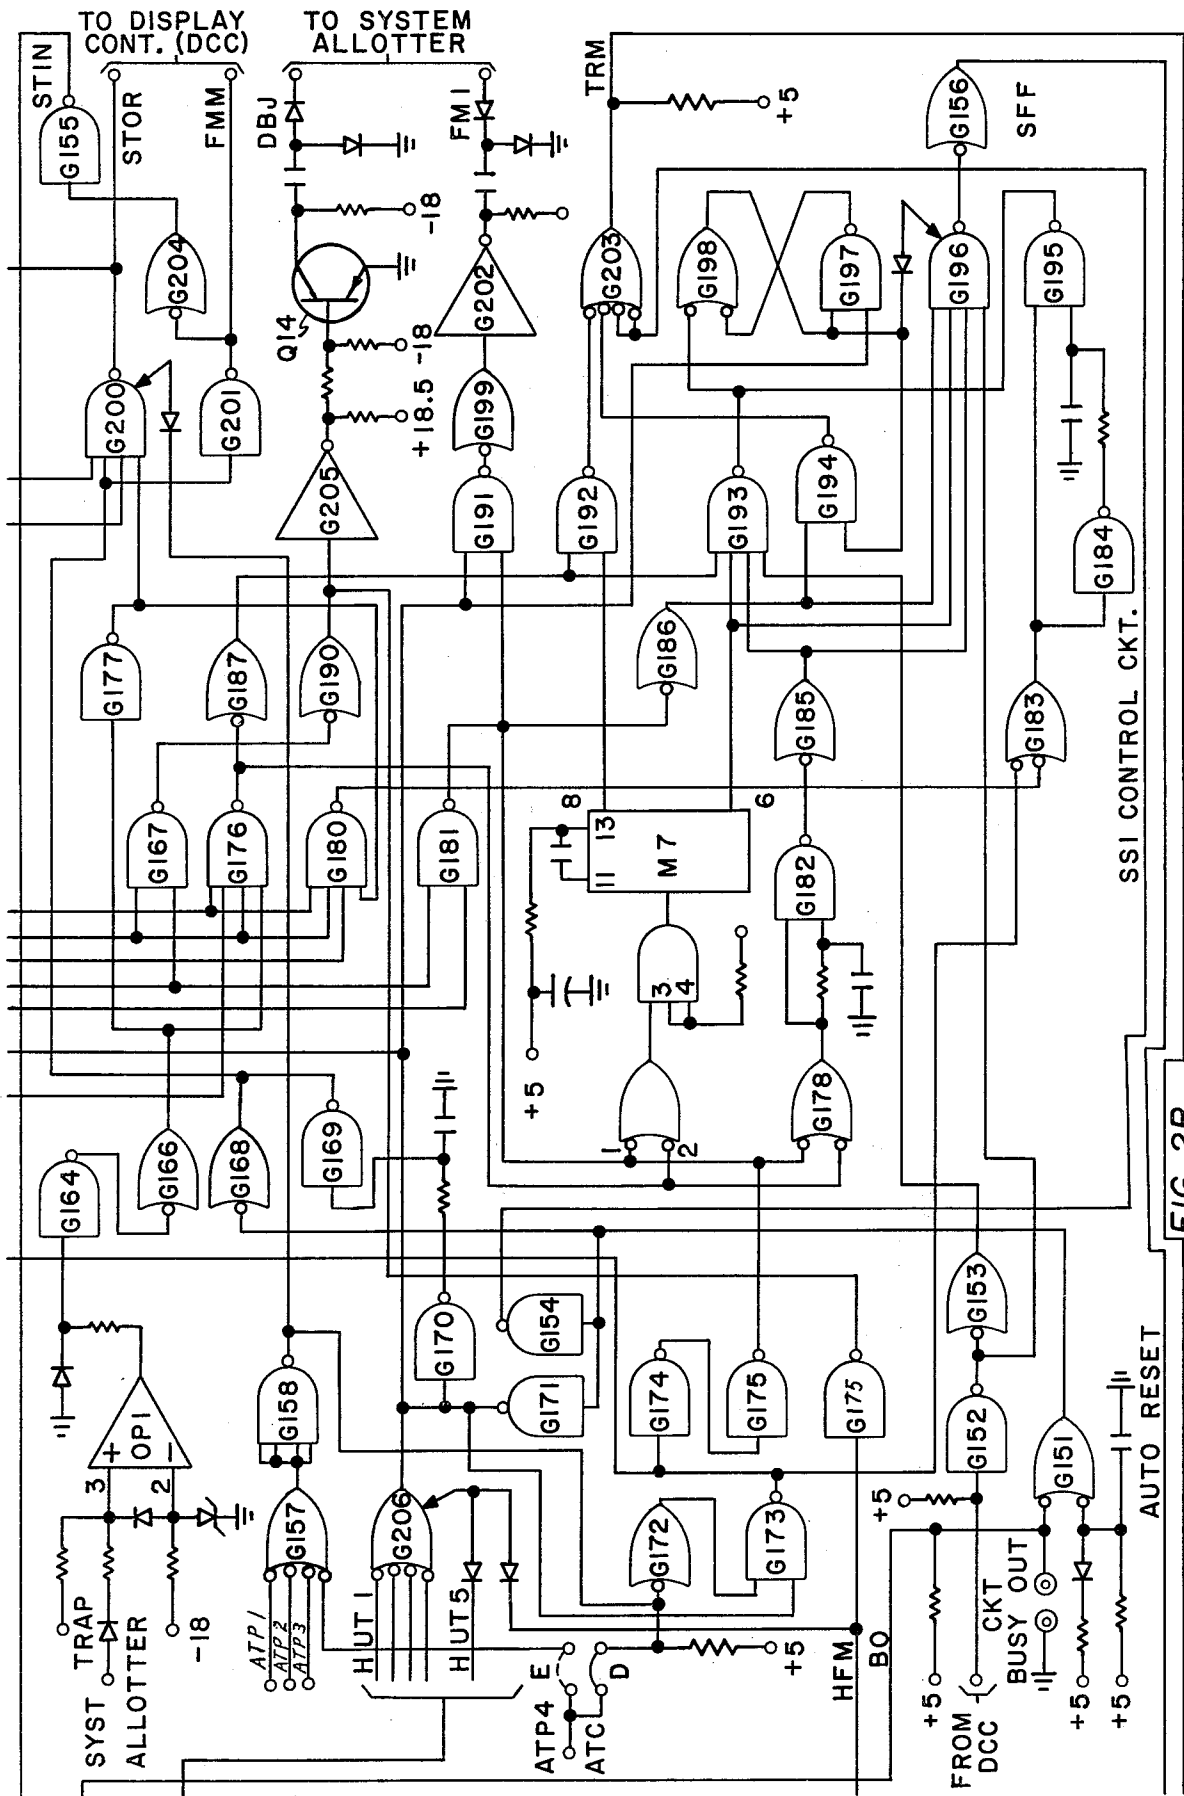 TO DISPLAY
CONT. (DCC)
TO SYSTEM
ALLOTTER
STIN
G155
STOR
FMM
DBJ
FM1
TRM
+5
G156
SFF
G204
Q14
-18
G202
G203
G198
G197
G196
G195
G200
G201
-18
+18.5
G199
G205
G191
G192
G193
G194
G184
G177
G187
G190
G186
G185
G183
SSI CONTROL CKT.
G167
G176
G180
G181
8
6
13
11
M7
G182
3
4
+5
G178
1
2
G164
G166
G168
G169
G170
G154
G171
G174
G175
G175
G153
G152
G151
FIG. 2B
AUTO RESET
OP1
+
-
3
2
G158
G157
G206
G172
G173
+5
TRAP
SYST
ALLOTTER
-18
ATP1
ATP2
ATP3
HUT1
HUT5
E
D
ATP4
ATC
+5
HFM
BO
+5
FROM
DCC
CKT
BUSY OUT
+5
+5